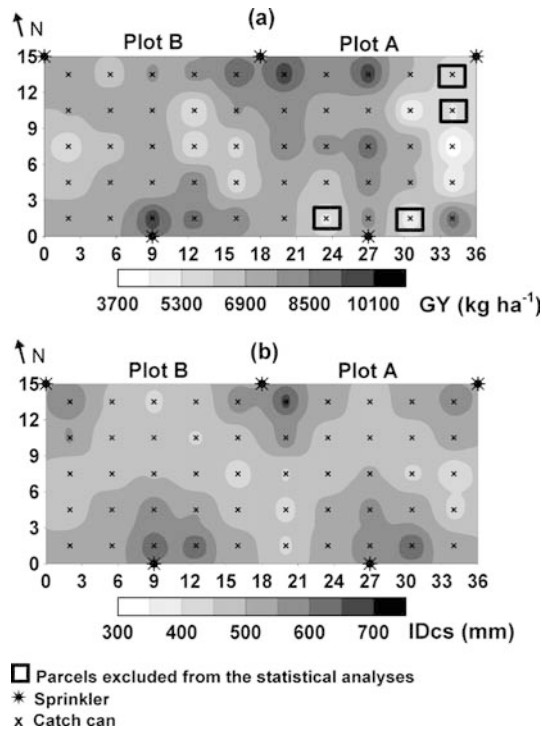 (a)
N
Plot B Plot A
15
12
9
6
3
0
0 3 6 9 12 15 18 21 24 27 30 33 36
3700 5300 6900 8500 10100 GY (kg ha⁻¹)
(b)
N
Plot B Plot A
15
12
9
6
3
0
0 3 6 9 12 15 18 21 24 27 30 33 36
300 400 500 600 700 IDcs (mm)
Parcels excluded from the statistical analyses
Sprinkler
x Catch can